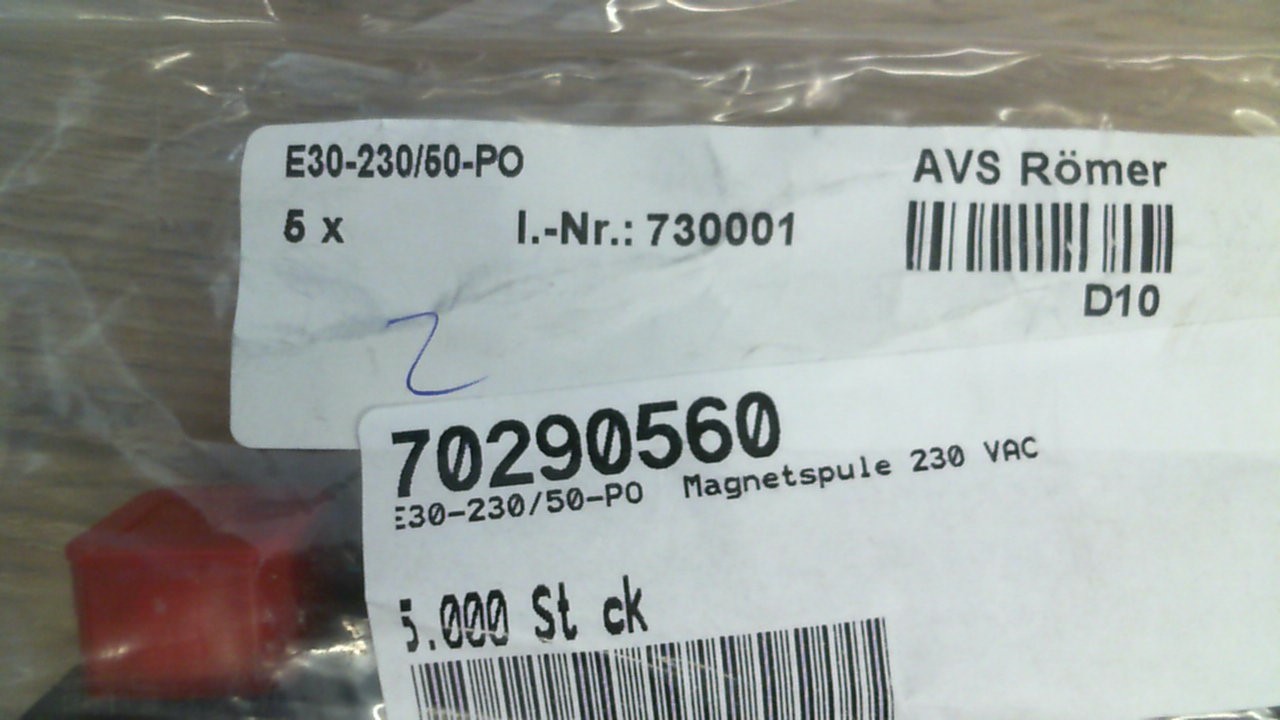 E30-230/50-PO
AVS Römer
5 x
I.-Nr.: 730001
D10
2
70290560
E30-230/50-PO Magnetspule 230 VAC
5.000 St ck